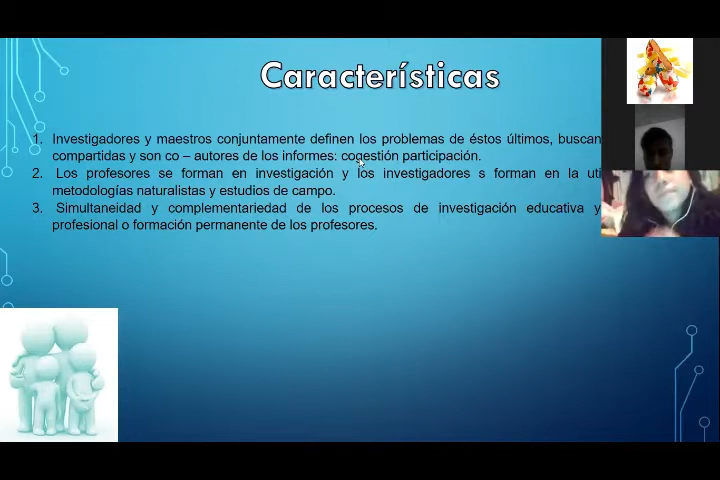 Características
1. Investigadores y maestros conjuntamente definen los problemas de éstos últimos, buscan
compartidas y son co – autores de los informes: cogestión participación.
2. Los profesores se forman en investigación y los investigadores s forman en la uti
metodologías naturalistas y estudios de campo.
3. Simultaneidad y complementariedad de los procesos de investigación educativa y
profesional o formación permanente de los profesores.